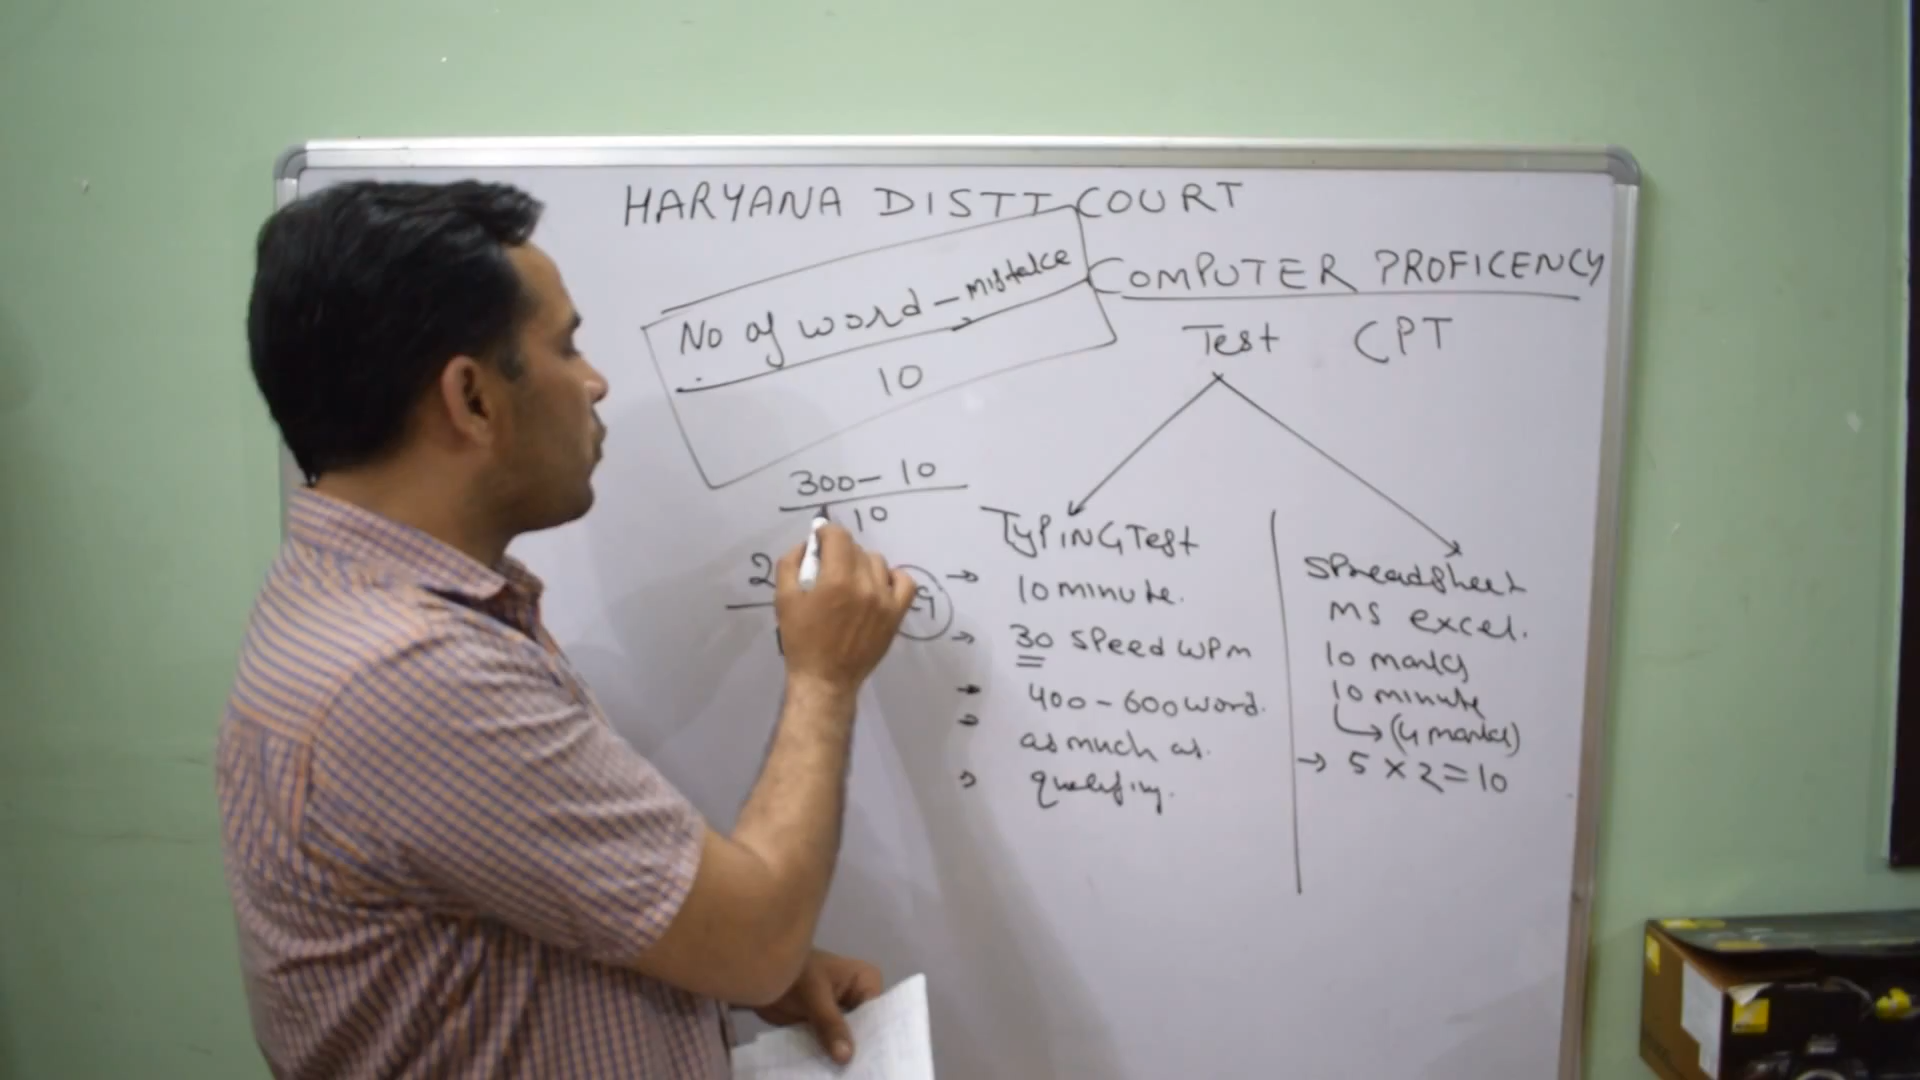 HARYANA DISTT COURT
COMPUTER PROFICENCY
Test CPT
No of word - mistake
10
300 - 10
10
2
TYPING Test
→ 10 minute.
→ 30 speed WPM
→ 400 - 600 word.
→ as much as.
→ qualifiny.
Spreadsheet
MS excel.
10 marks
10 minute
↳ (4 marks)
→ 5 × 2 = 10